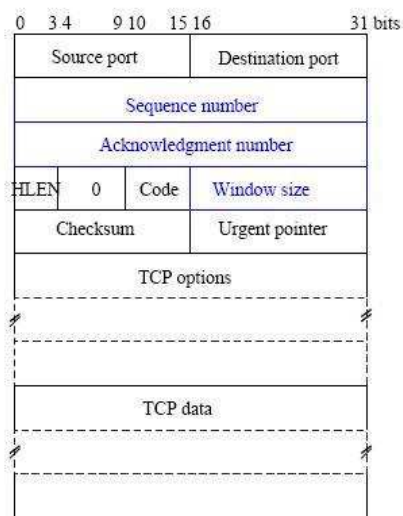 0 3 4 9 10 15 16 31 bits
Source port Destination port
Sequence number
Acknowledgment number
HLEN 0 Code Window size
Checksum Urgent pointer
TCP options
TCP data